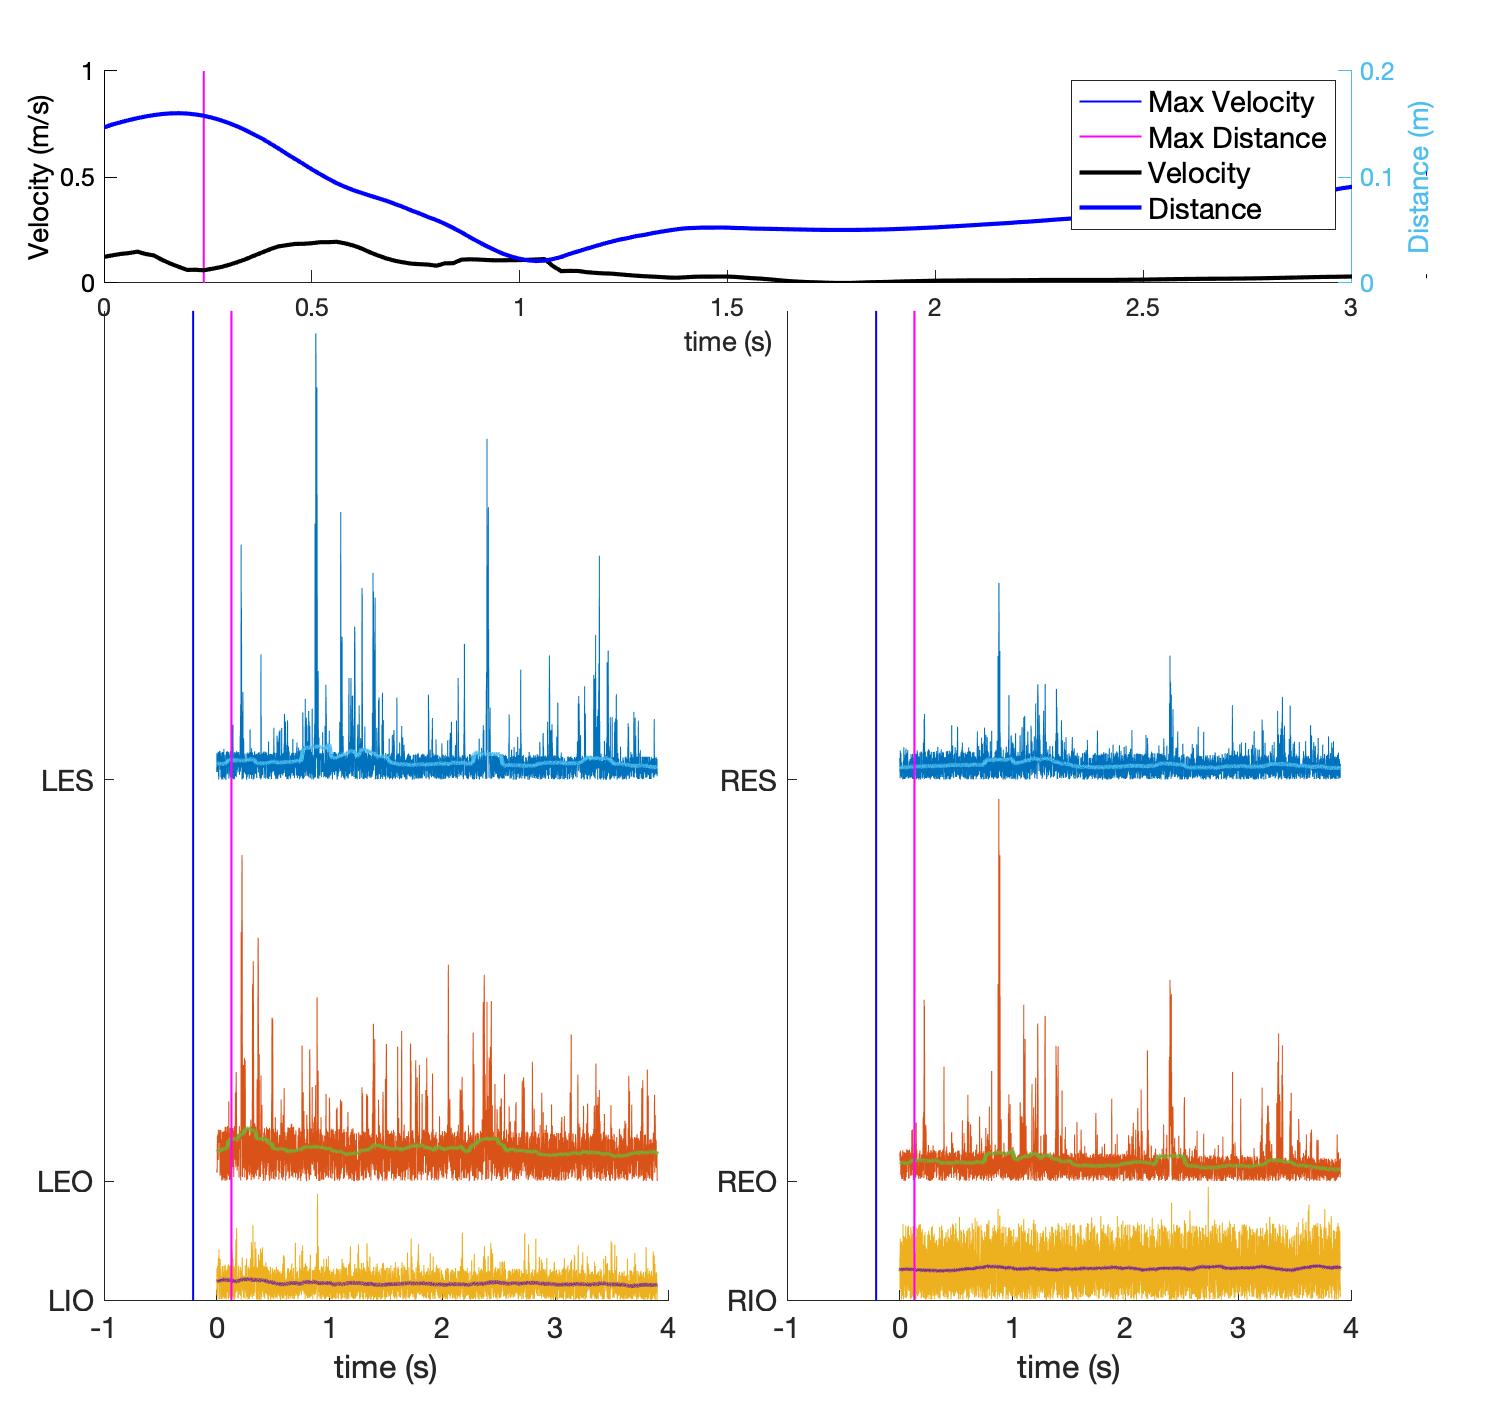 1
0.5
0
Velocity (m/s)
0.2
0.1
0
Distance (m)
Max Velocity
Max Distance
Velocity
Distance
0 0.5 1 1.5 2 2.5 3
time (s)
LES
LEO
LIO
-1 0 1 2 3 4
time (s)
RES
REO
RIO
-1 0 1 2 3 4
time (s)